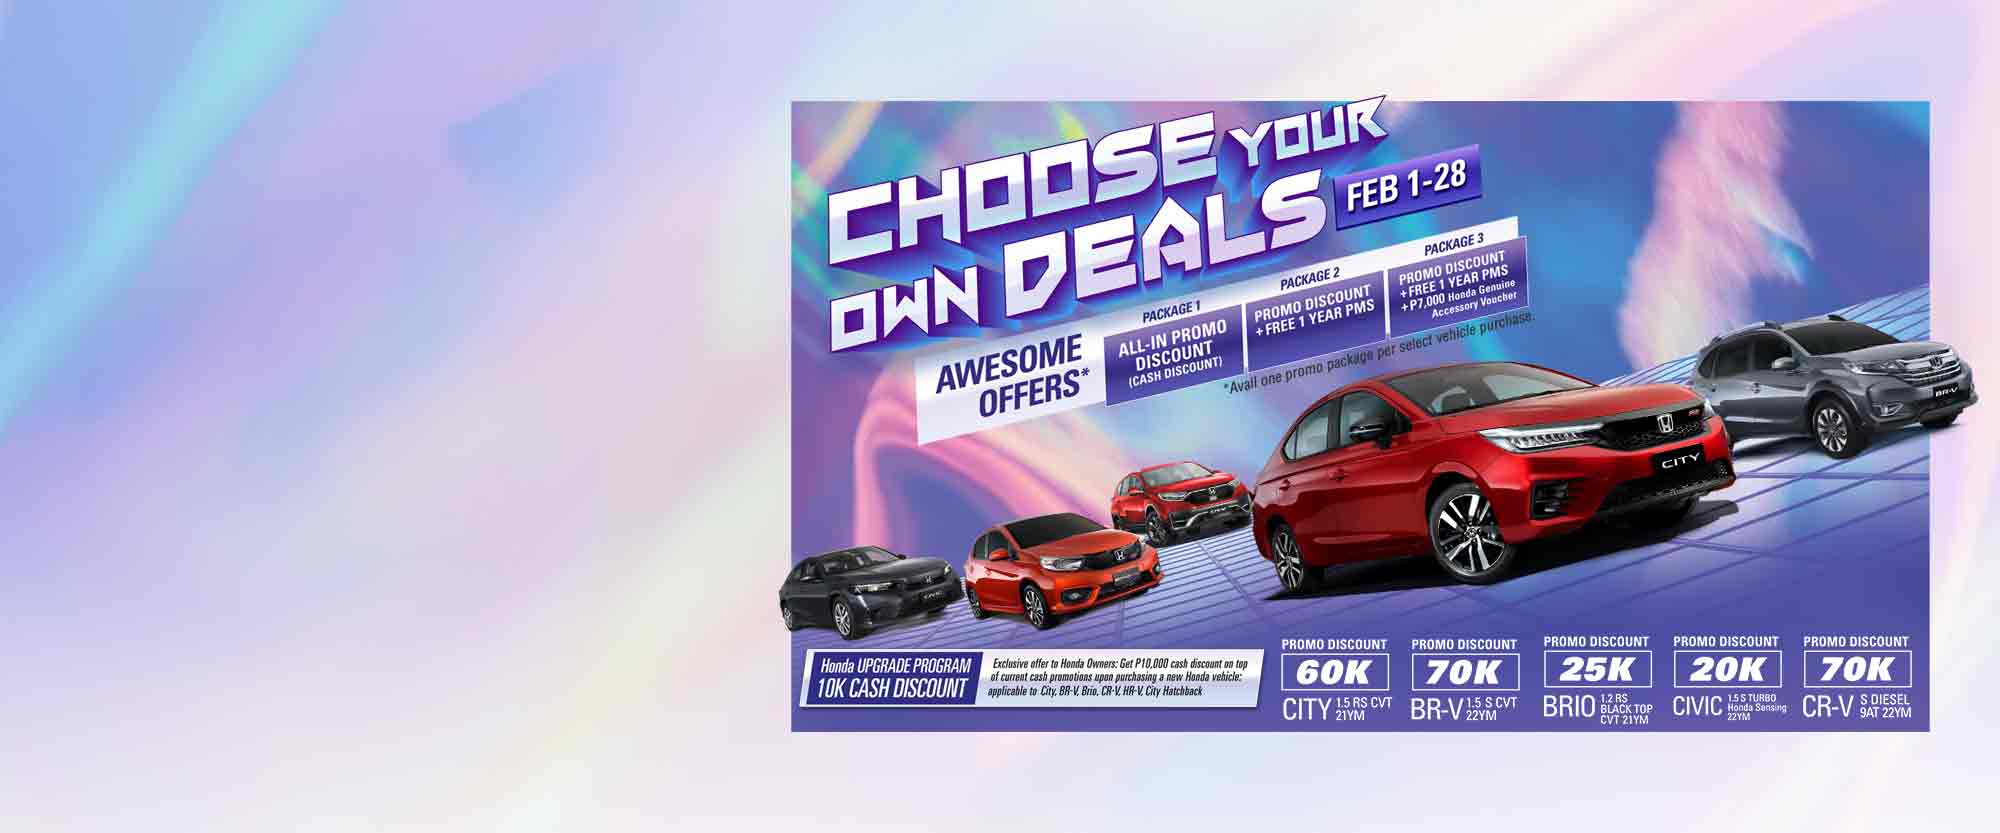 CHOOSE YOUR
OWN DEALS
FEB 1-28
AWESOME
OFFERS*
PACKAGE 1
ALL-IN PROMO
DISCOUNT
(CASH DISCOUNT)
PACKAGE 2
PROMO DISCOUNT
+ FREE 1 YEAR PMS
PACKAGE 3
PROMO DISCOUNT
+FREE 1 YEAR PMS
+P7,000 Honda Genuine
Accessory Voucher
*Avail one promo package per select vehicle purchase.
BR-V
CITY
CR-V
CIVIC
Honda UPGRADE PROGRAM
10K CASH DISCOUNT
Exclusive offer to Honda Owners: Get P10,000 cash discount on top
of current cash promotions upon purchasing a new Honda vehicle;
applicable to City, BR-V, Brio, CR-V, HR-V, City Hatchback
PROMO DISCOUNT
60K
CITY 1.5 RS CVT
21YM
PROMO DISCOUNT
70K
BR-V 1.5 S CVT
22YM
PROMO DISCOUNT
25K
BRIO 1.2 RS
BLACK TOP
CVT 21YM
PROMO DISCOUNT
20K
CIVIC 1.5 S TURBO
Honda Sensing
22YM
PROMO DISCOUNT
70K
CR-V S DIESEL
9AT 22YM